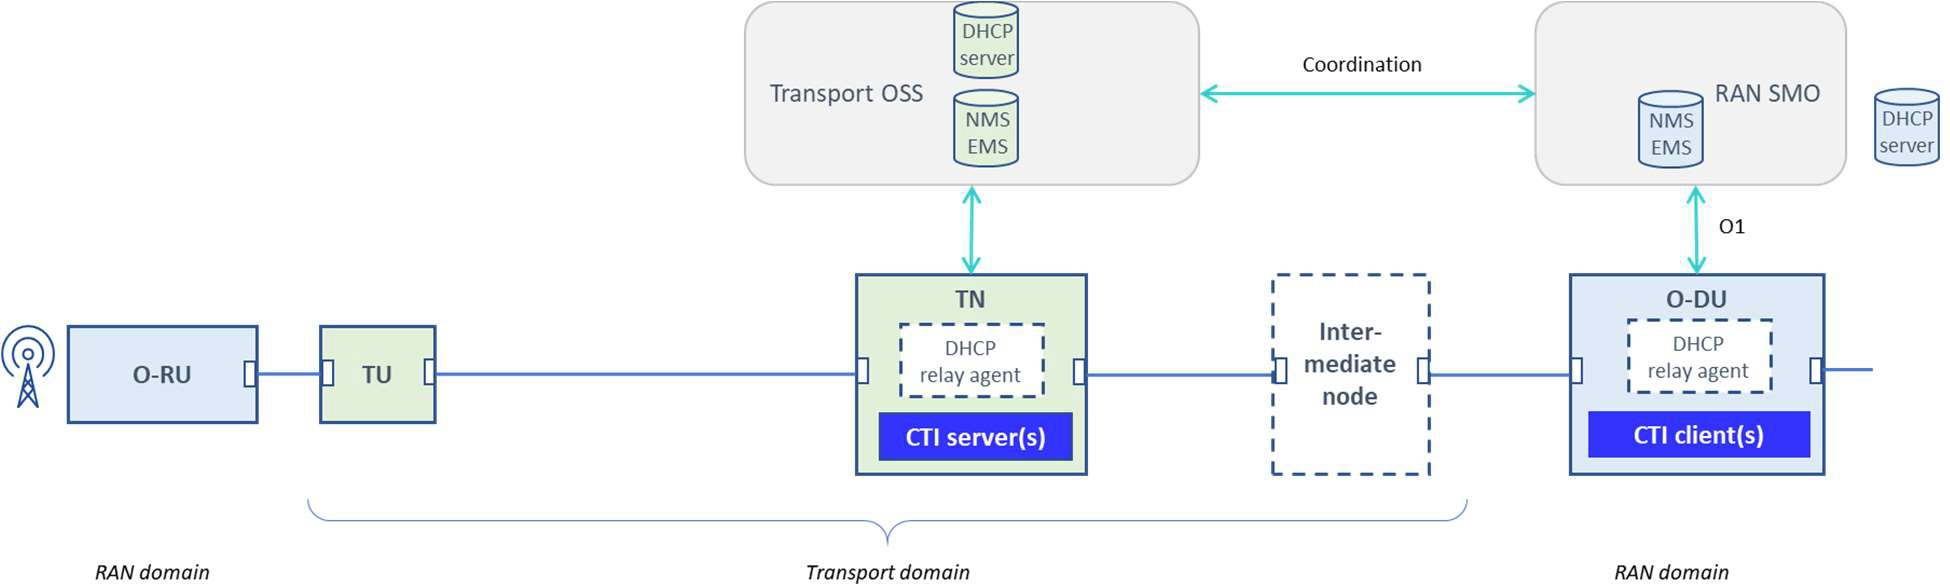 DHCP
server
Transport OSS
NMS
EMS
Coordination
RAN SMO
NMS
EMS
DHCP
server
O1
O-RU
TU
TN
DHCP
relay agent
CTI server(s)
Inter-
mediate
node
O-DU
DHCP
relay agent
CTI client(s)
RAN domain
Transport domain
RAN domain